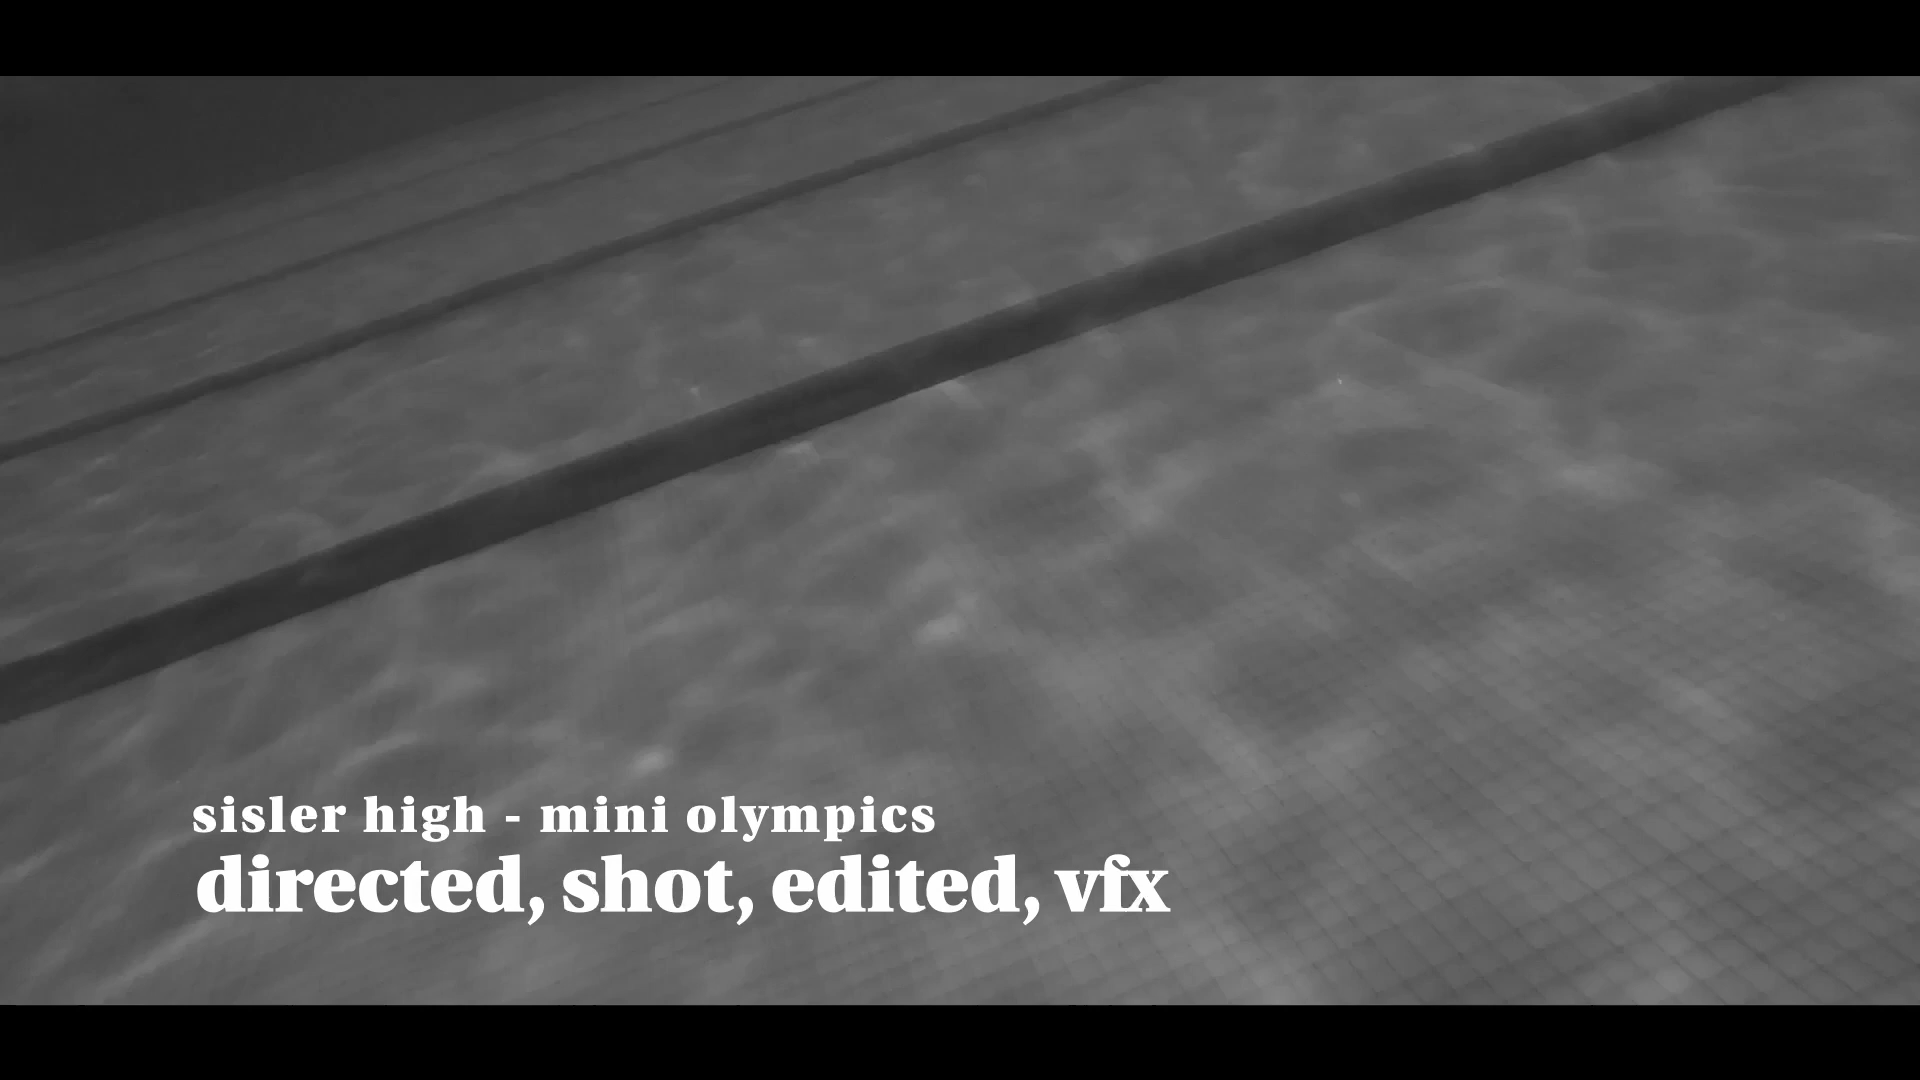 sisler high - mini olympics
directed, shot, edited, vfx